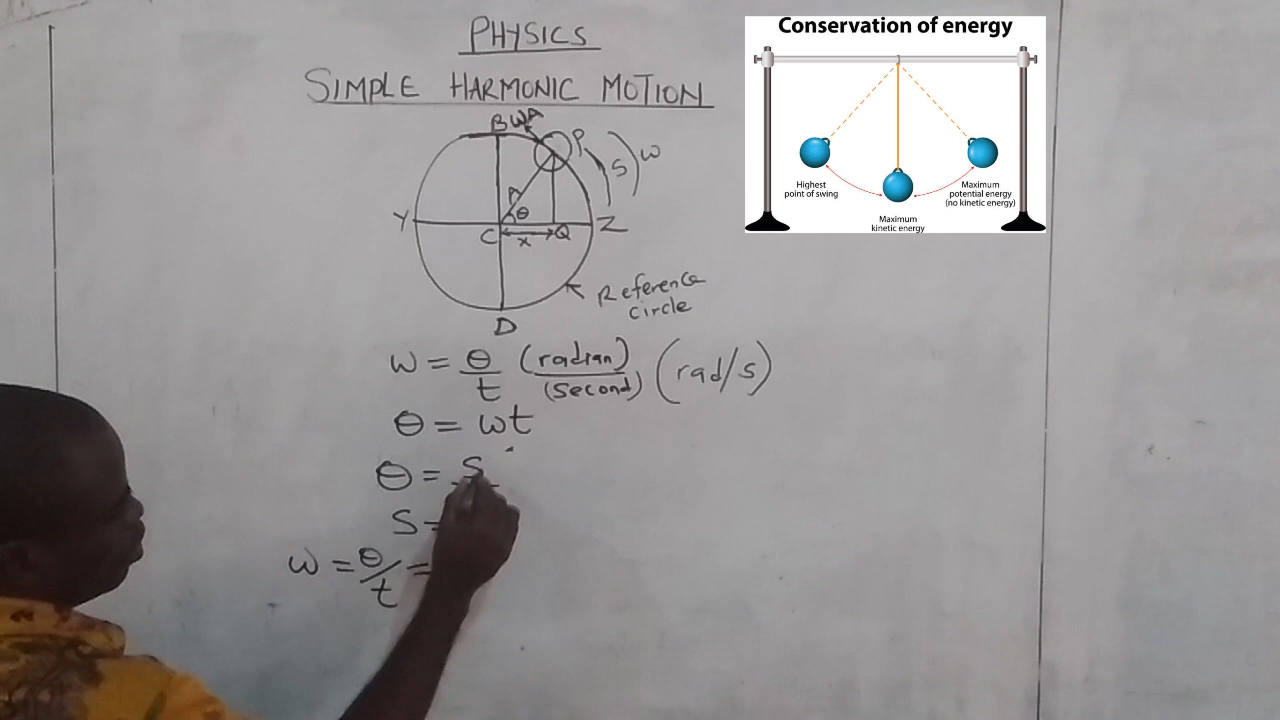 PHYSICS
SIMPLE HARMONIC MOTION
B WA
P
S
W
A
θ
Y
Z
C
x
Q
Reference
circle
D
ω = θ/t (radian)/(second) (rad/s)
θ = ωt
θ = S
S =
ω = θ/t =
Conservation of energy
Highest
point of swing
Maximum
kinetic energy
Maximum
potential energy
(no kinetic energy)